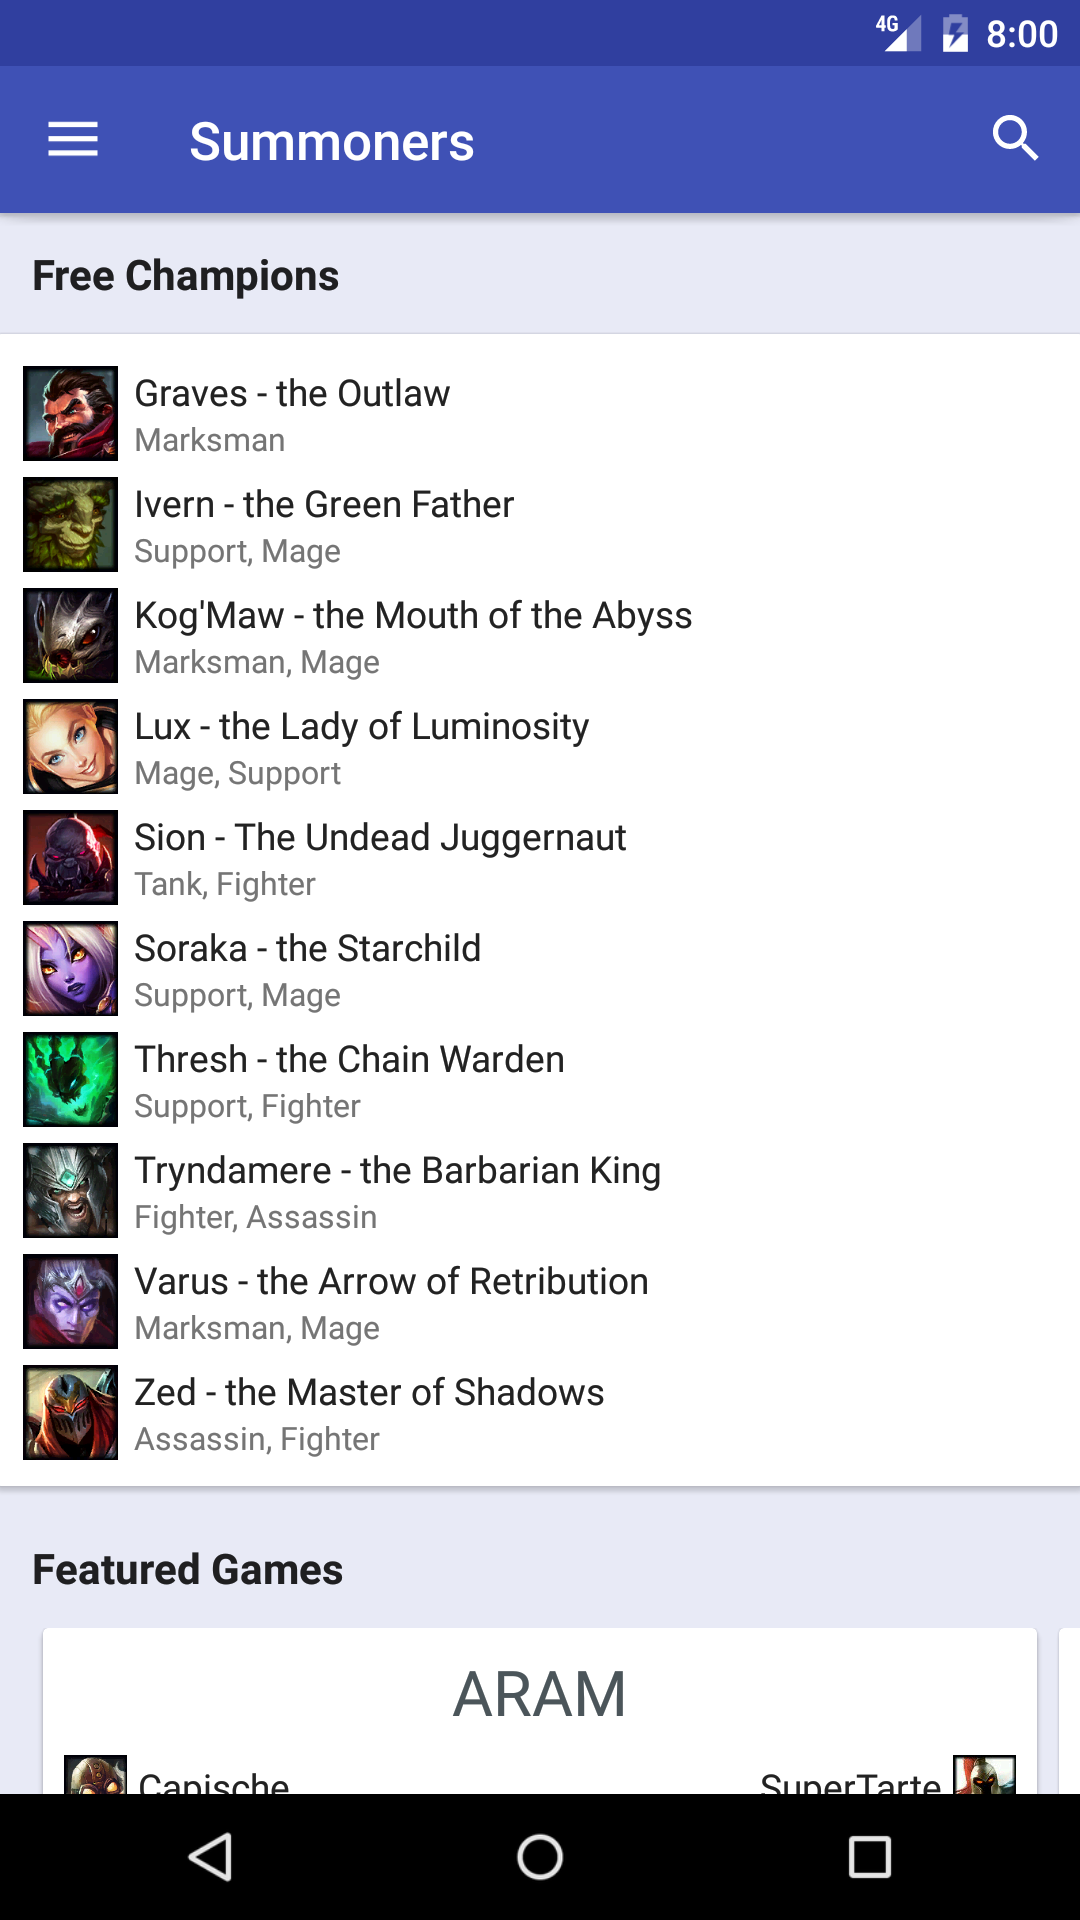 4G 8:00
Summoners
Free Champions
Graves - the Outlaw
Marksman
Ivern - the Green Father
Support, Mage
Kog'Maw - the Mouth of the Abyss
Marksman, Mage
Lux - the Lady of Luminosity
Mage, Support
Sion - The Undead Juggernaut
Tank, Fighter
Soraka - the Starchild
Support, Mage
Thresh - the Chain Warden
Support, Fighter
Tryndamere - the Barbarian King
Fighter, Assassin
Varus - the Arrow of Retribution
Marksman, Mage
Zed - the Master of Shadows
Assassin, Fighter
Featured Games
ARAM
Canische SuperTarte